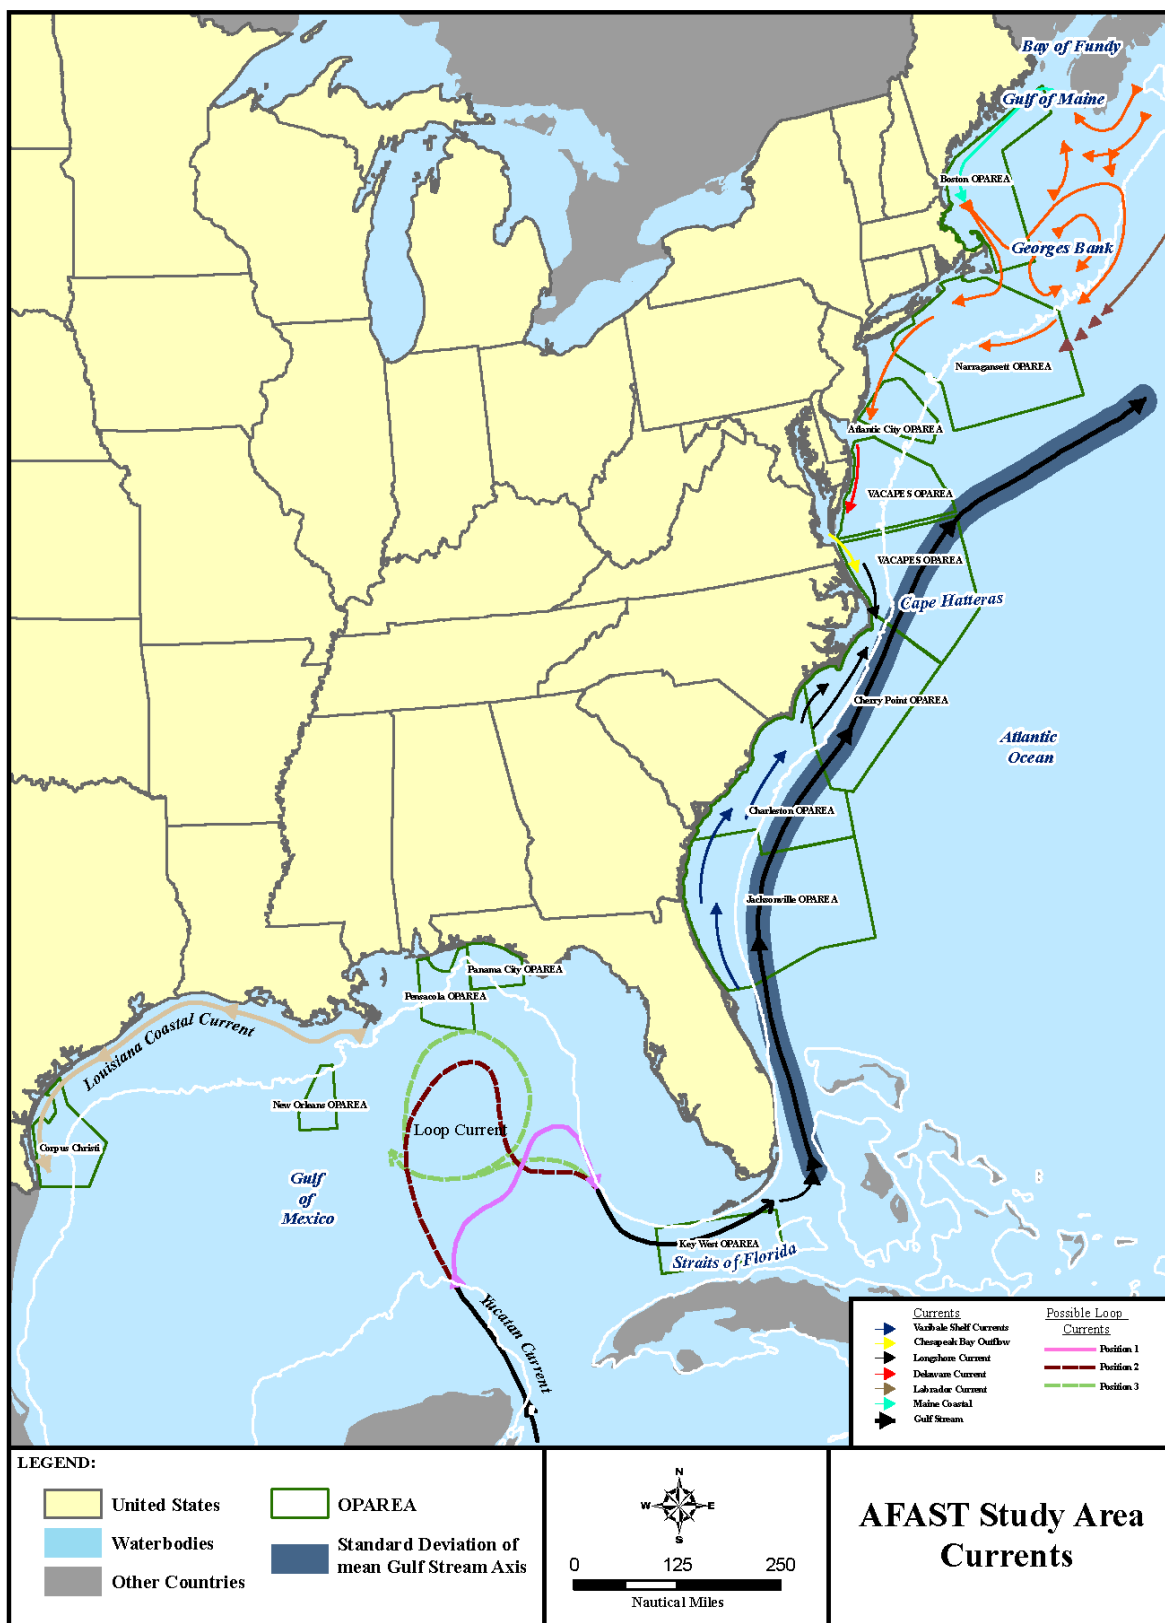 Bay of Fundy
Gulf of Maine
Boston OPAREA
Georges Bank
Narragansett OPAREA
Atlantic City OPAREA
VACAPES OPAREA
VACAPES OPAREA
Cape Hatteras
Cherry Point OPAREA
Atlantic
Ocean
Charleston OPAREA
Jacksonville OPAREA
Panama City OPAREA
Pensacola OPAREA
Louisiana Coastal Current
New Orleans OPAREA
Loop Current
Corpus Christi
Gulf
of
Mexico
Key West OPAREA
Straits of Florida
Yucatan Current
Currents
Varibale Shelf Currents
Chesapeak Bay Outflow
Longshore Current
Delaware Current
Labrador Current
Maine Coastal
Gulf Stream
Possible Loop
Currents
Position 1
Position 2
Position 3
LEGEND:
United States
Waterbodies
Other Countries
OPAREA
Standard Deviation of
mean Gulf Stream Axis
N
W E
S
0 125 250
Nautical Miles
AFAST Study Area
Currents